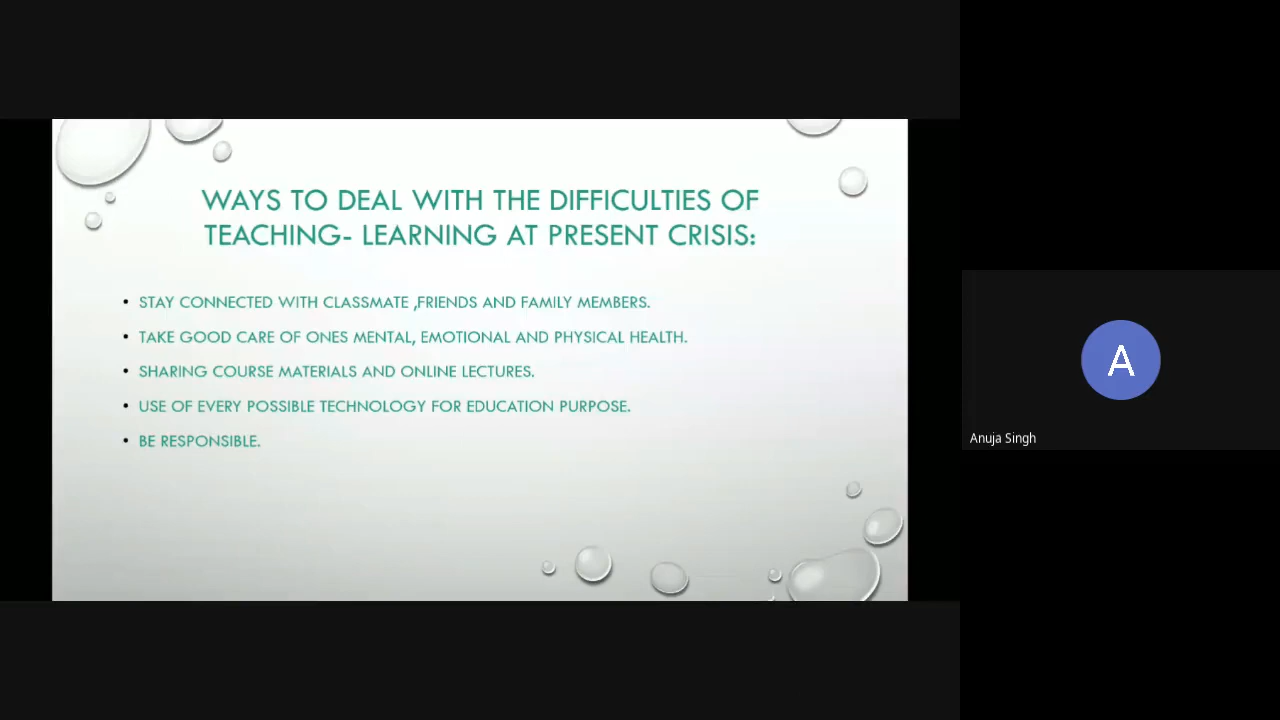 WAYS TO DEAL WITH THE DIFFICULTIES OF
TEACHING- LEARNING AT PRESENT CRISIS:
• STAY CONNECTED WITH CLASSMATE ,FRIENDS AND FAMILY MEMBERS.
• TAKE GOOD CARE OF ONES MENTAL, EMOTIONAL AND PHYSICAL HEALTH.
• SHARING COURSE MATERIALS AND ONLINE LECTURES.
• USE OF EVERY POSSIBLE TECHNOLOGY FOR EDUCATION PURPOSE.
• BE RESPONSIBLE.
A
Anuja Singh